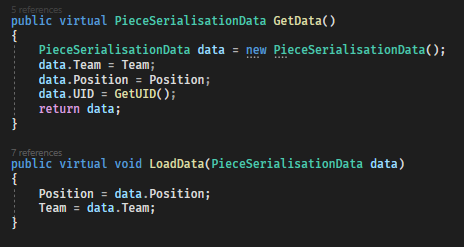 5 references
public virtual PieceSerialisationData GetData()
{
PieceSerialisationData data = new PieceSerialisationData();
data.Team = Team;
data.Position = Position;
data.UID = GetUID();
return data;
}
7 references
public virtual void LoadData(PieceSerialisationData data)
{
Position = data.Position;
Team = data.Team;
}